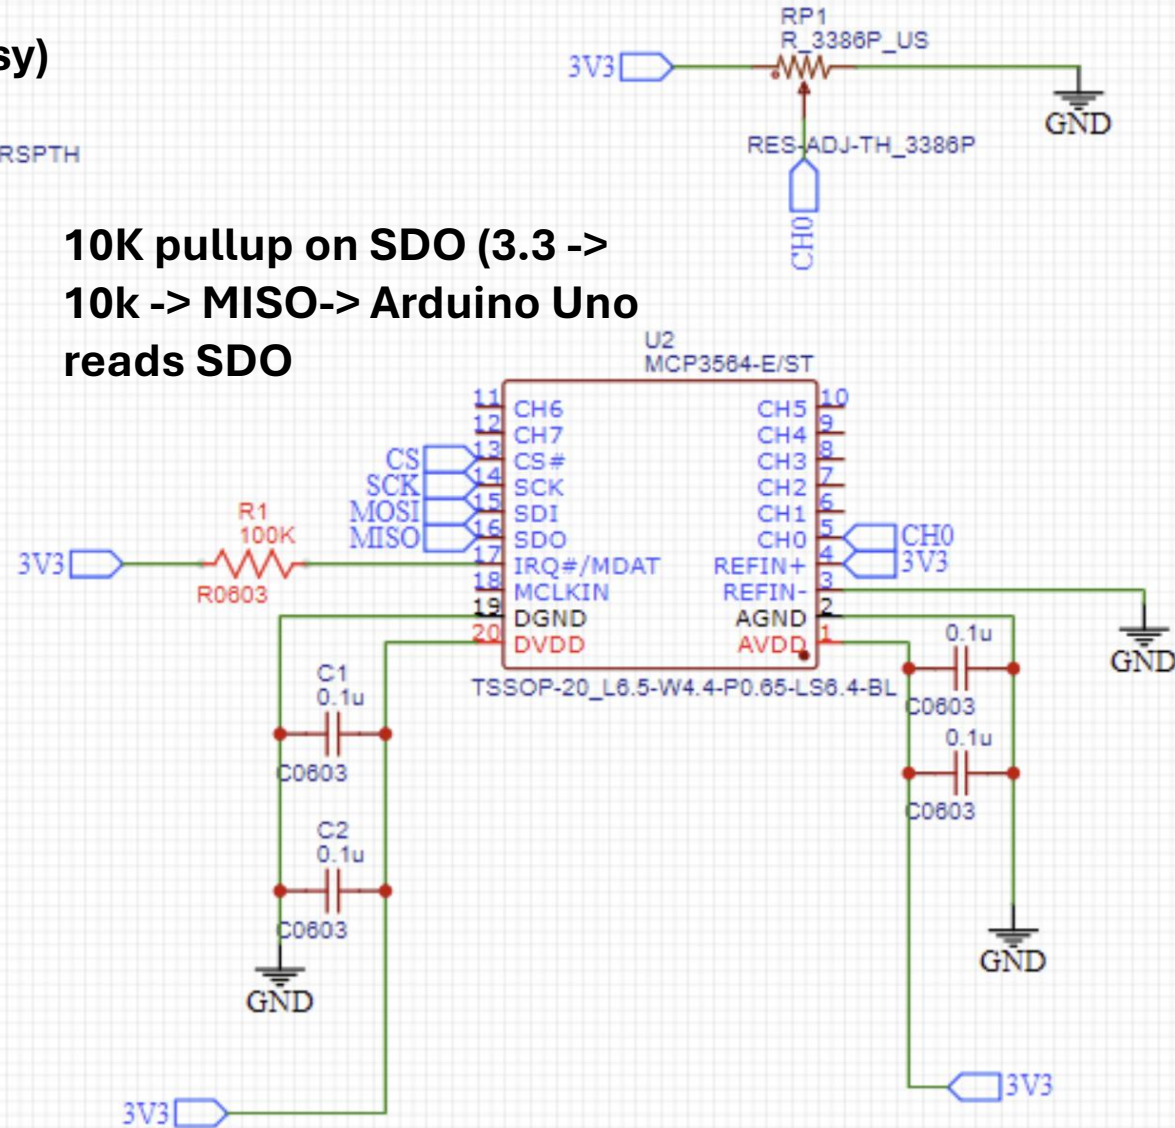 sy)
RSPTH
RP1
R_3386P_US
3V3
GND
RES-ADJ-TH_3386P
CH0
10K pullup on SDO (3.3 ->
10k -> MISO-> Arduino Uno
reads SDO
U2
MCP3564-E/ST
11 CH6 CH5 10
12 CH7 CH4 9
CS 13 CS# CH3 8
SCK 14 SCK CH2 7
MOSI 15 SDI CH1 6
MISO 16 SDO CH0 5 CH0
R1
100K
3V3 17 IRQ#/MDAT REFIN+ 4 3V3
R0603
18 MCLKIN REFIN- 3
19 DGND AGND 2
20 DVDD AVDD 1
GND
TSSOP-20_L6.5-W4.4-P0.65-LS6.4-BL
C1
0.1u
C0603
C2
0.1u
C0603
GND
3V3
0.1u
C0603
0.1u
C0603
GND
3V3